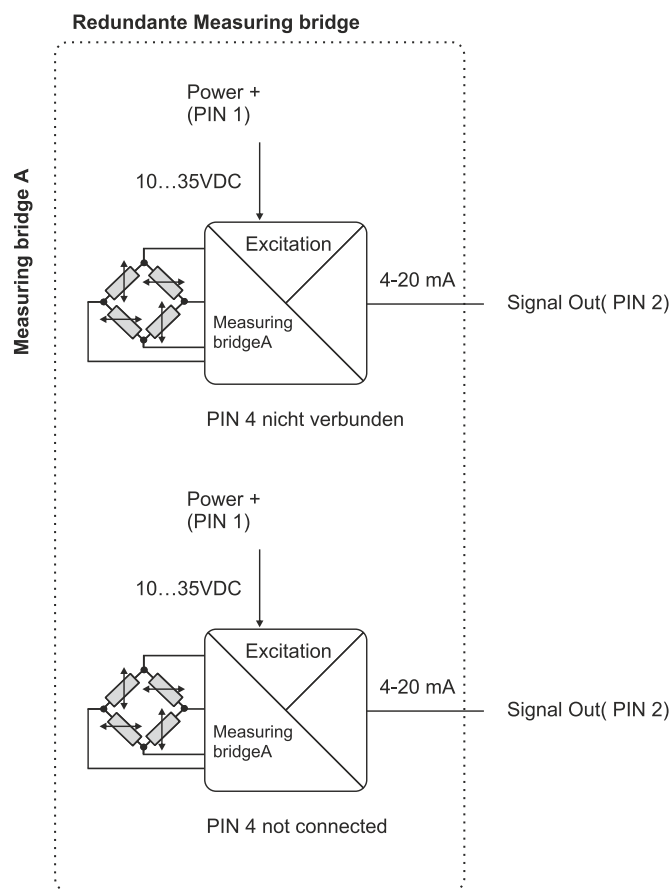 Redundante Measuring bridge
Measuring bridge A
Power +
(PIN 1)
10...35VDC
Excitation
Measuring
bridgeA
4-20 mA
Signal Out( PIN 2)
PIN 4 nicht verbunden
Power +
(PIN 1)
10...35VDC
Excitation
Measuring
bridgeA
4-20 mA
Signal Out( PIN 2)
PIN 4 not connected